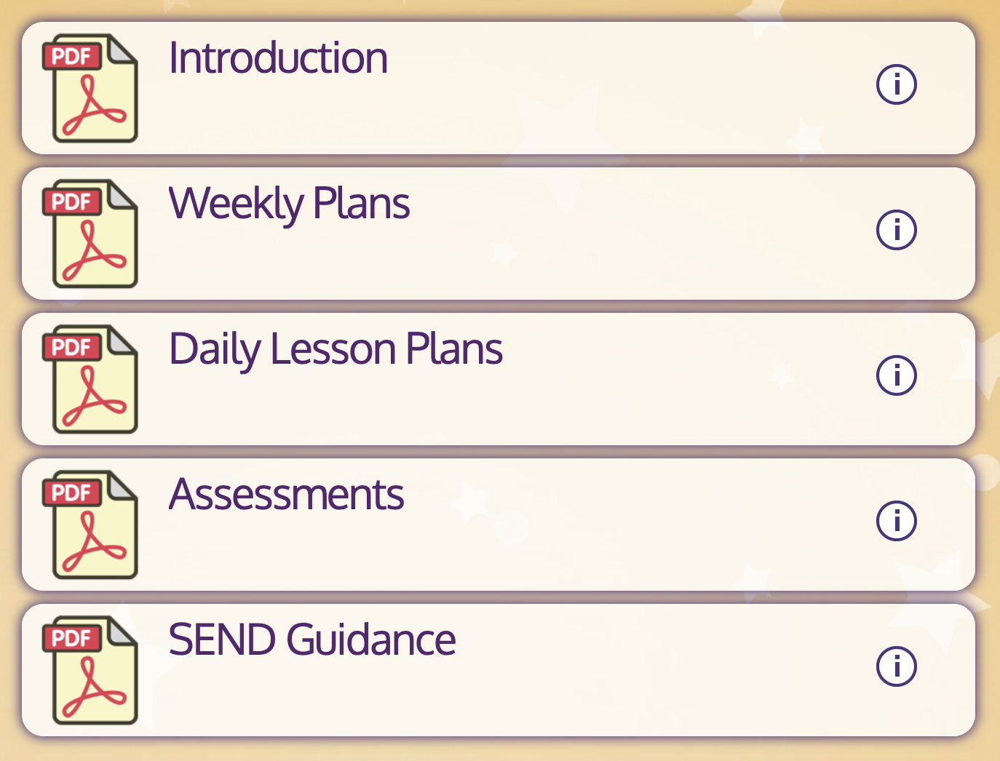 PDF
Introduction
PDF
Weekly Plans
PDF
Daily Lesson Plans
PDF
Assessments
PDF
SEND Guidance